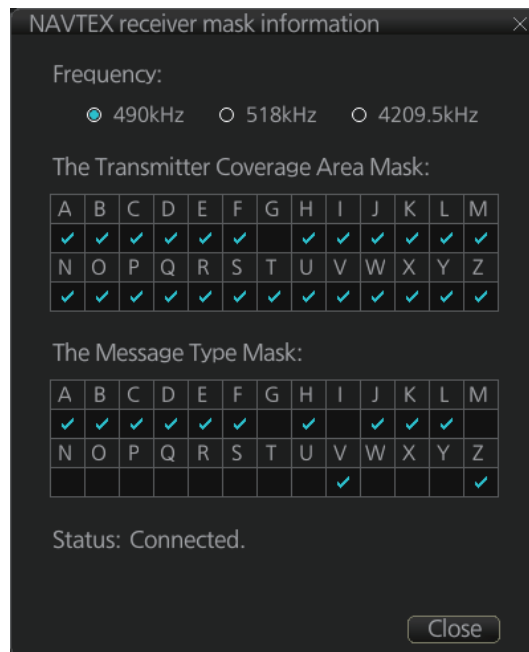 NAVTEX receiver mask information
Frequency:
490kHz 518kHz 4209.5kHz
The Transmitter Coverage Area Mask:
A B C D E F G H I J K L M
N O P Q R S T U V W X Y Z
The Message Type Mask:
A B C D E F G H I J K L M
N O P Q R S T U V W X Y Z
Status: Connected.
Close